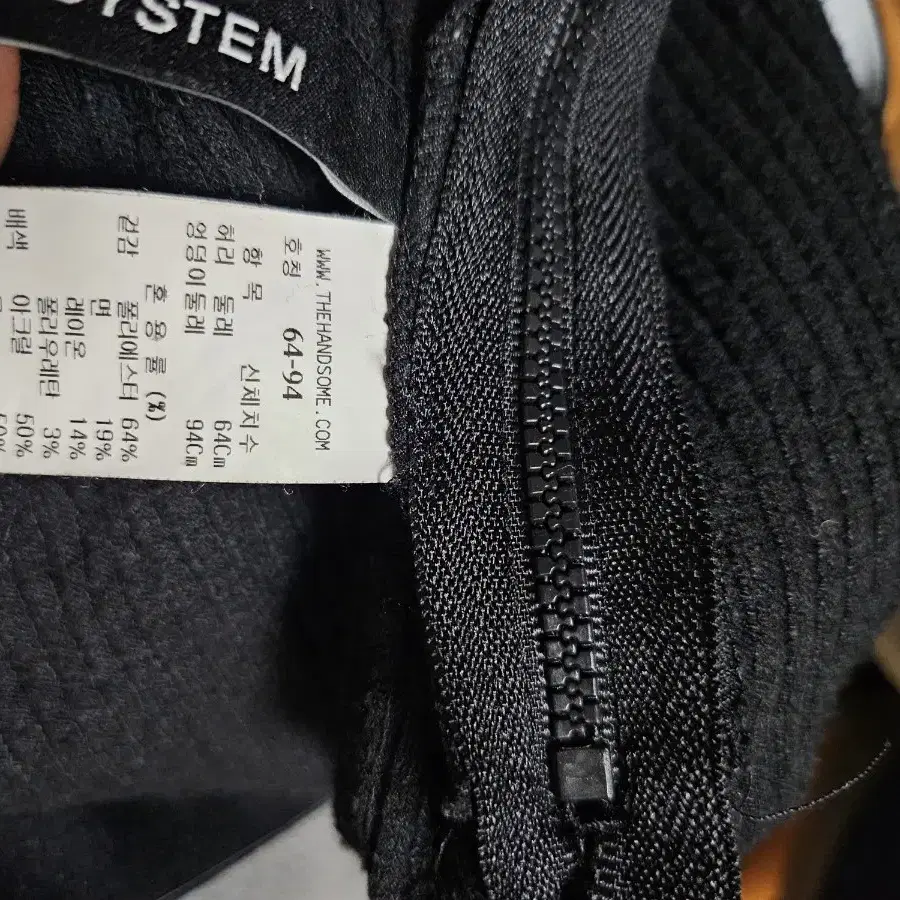 SYSTEM
WWW.THEHANDSOME.COM
호칭 64-94
항 목 신체치수
허리 둘레 64Cm
엉덩이둘레 94Cm
혼 용 률 (%)
겉감 폴리에스터 64%
면 19%
레이온 14%
폴리우레탄 3%
배색 아크릴 50%
50%